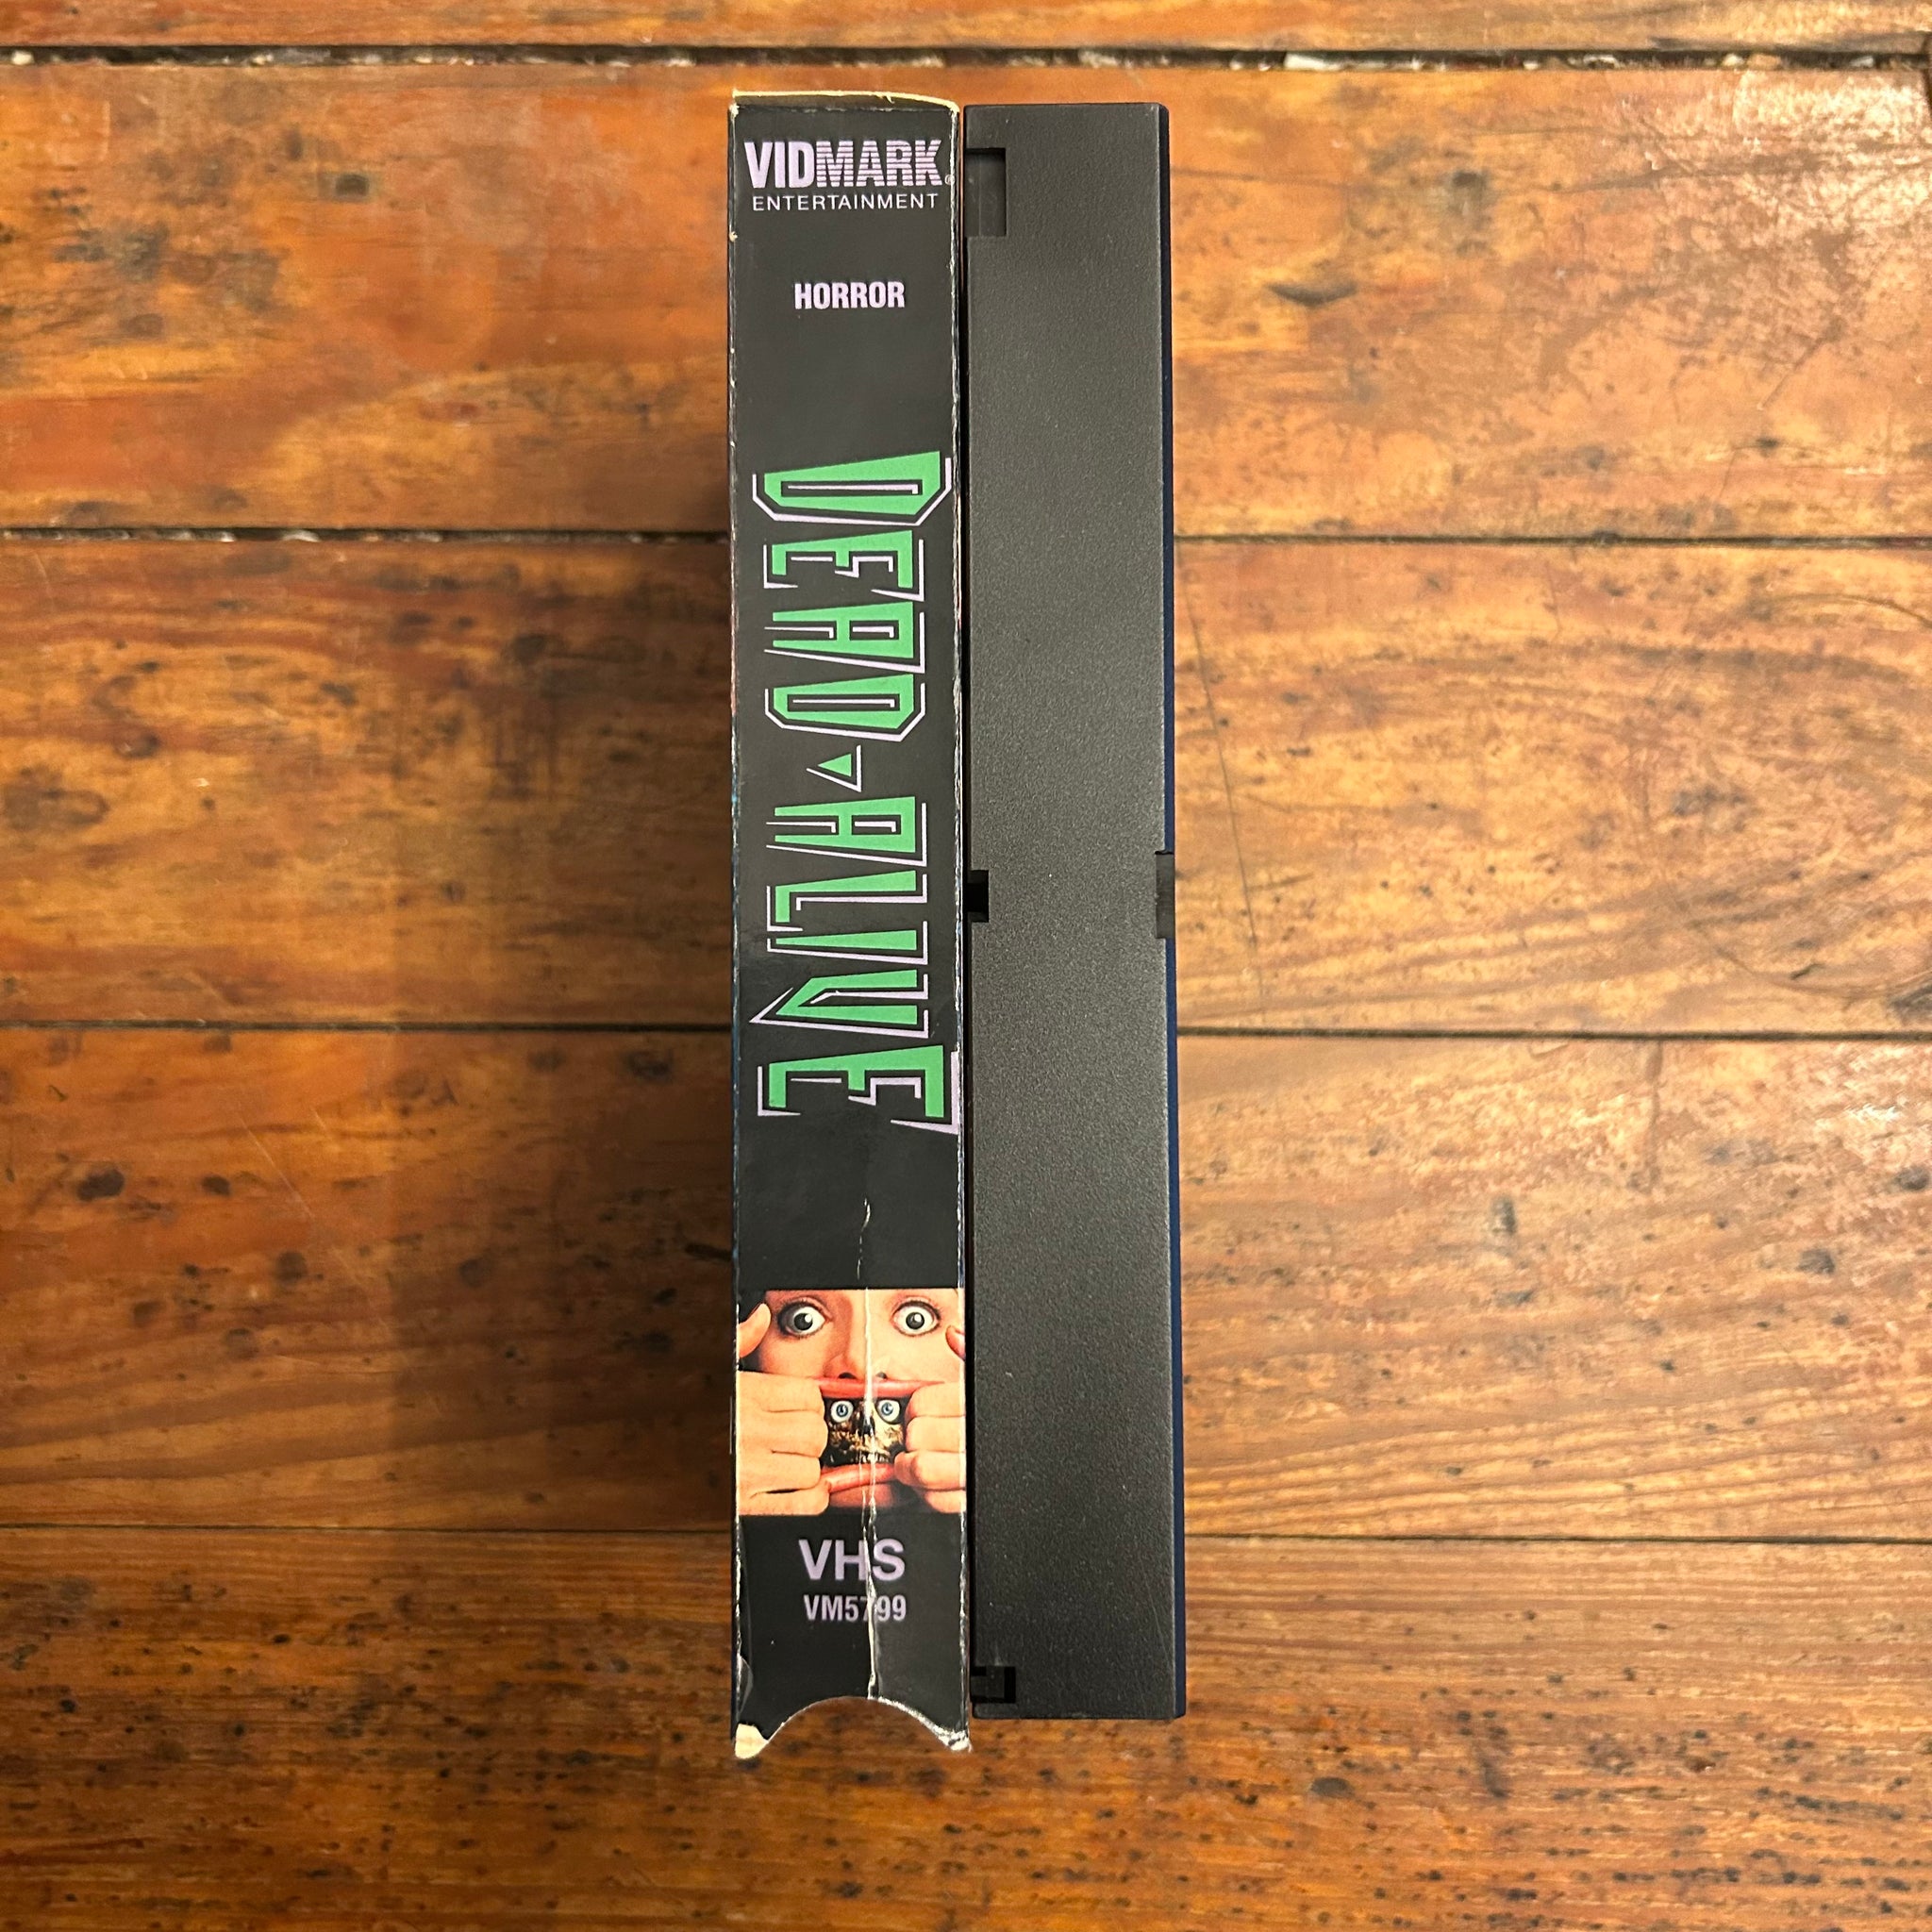 VIDMARK®
ENTERTAINMENT
HORROR
DEAD·ALIVE
VHS
VM5799